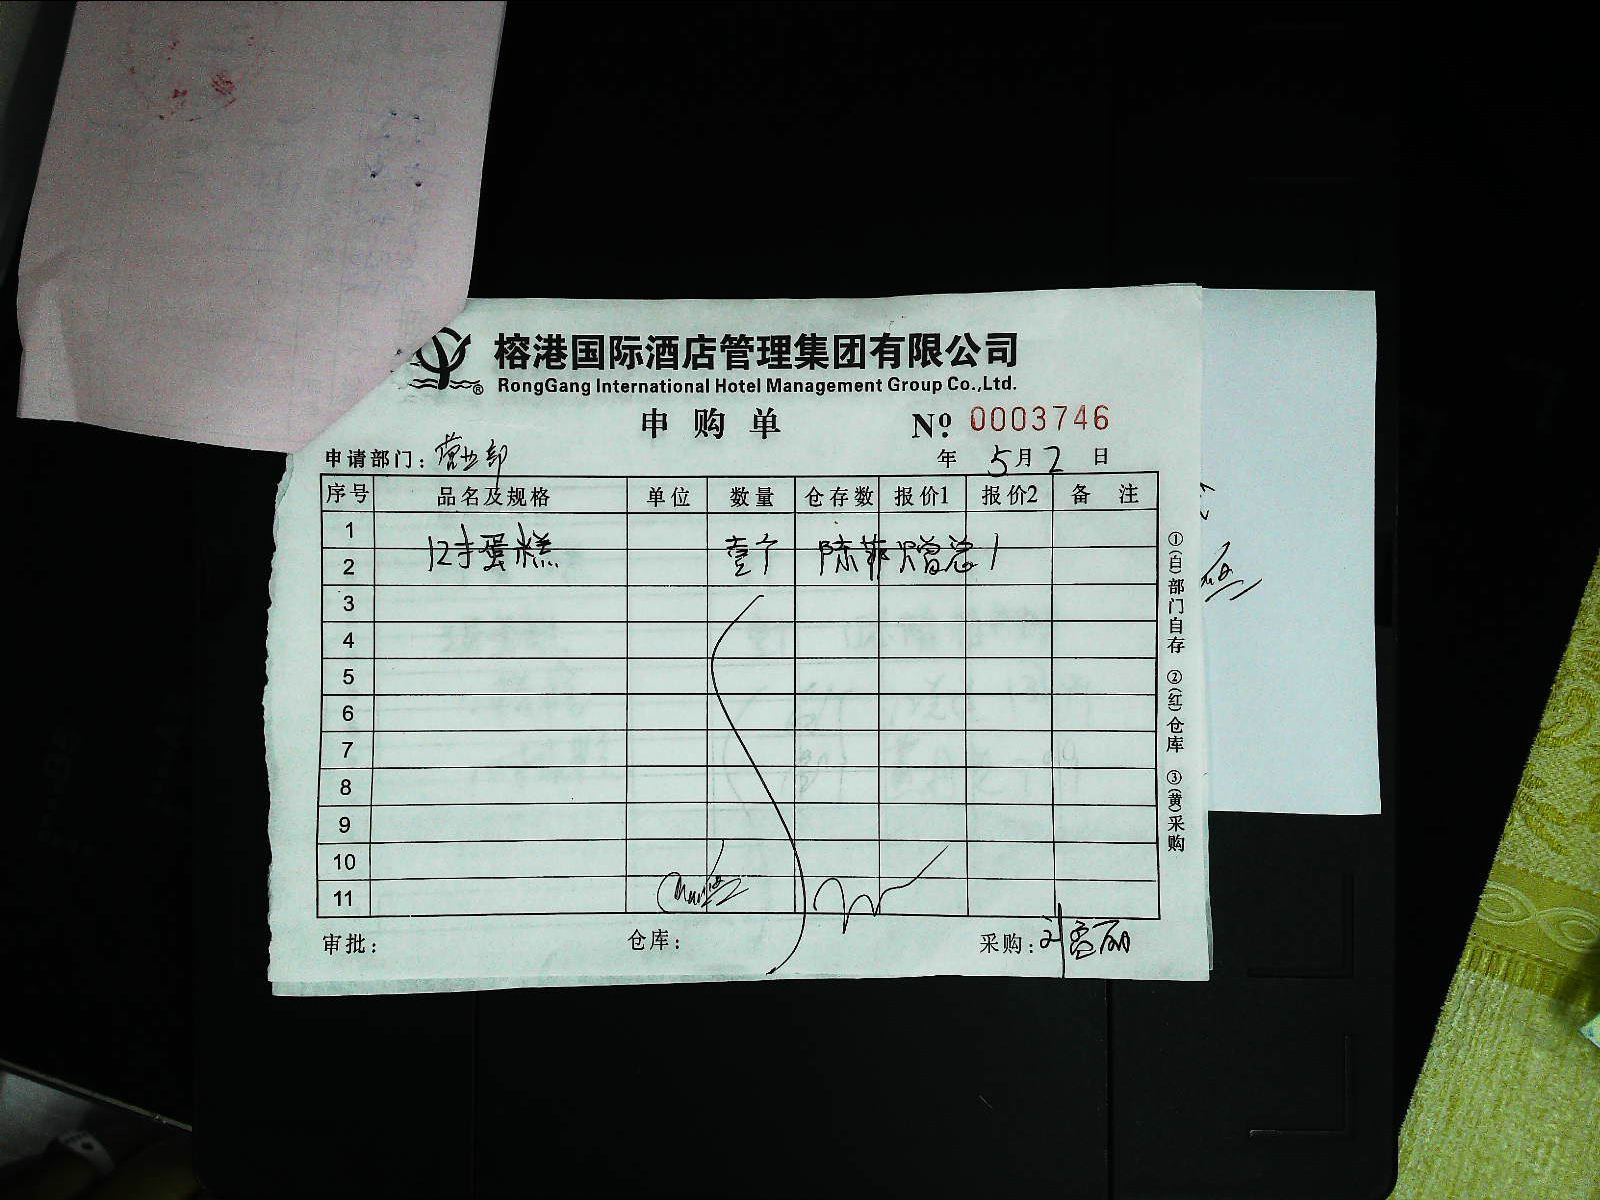 榕港国际酒店管理集团有限公司
®
RongGang International Hotel Management Group Co.,Ltd.
申购单 No. 0003746
申请部门：营业部 年 5月2日
序号 品名及规格 单位 数量 仓存数 报价1 报价2 备 注
1
2 12寸蛋糕 壹个 陈菲赠送
3
4
5
6
7
8
9
10
11
审批： 仓库： 采购：
①(白)部门自存 ②(红)仓库 ③(黄)采购